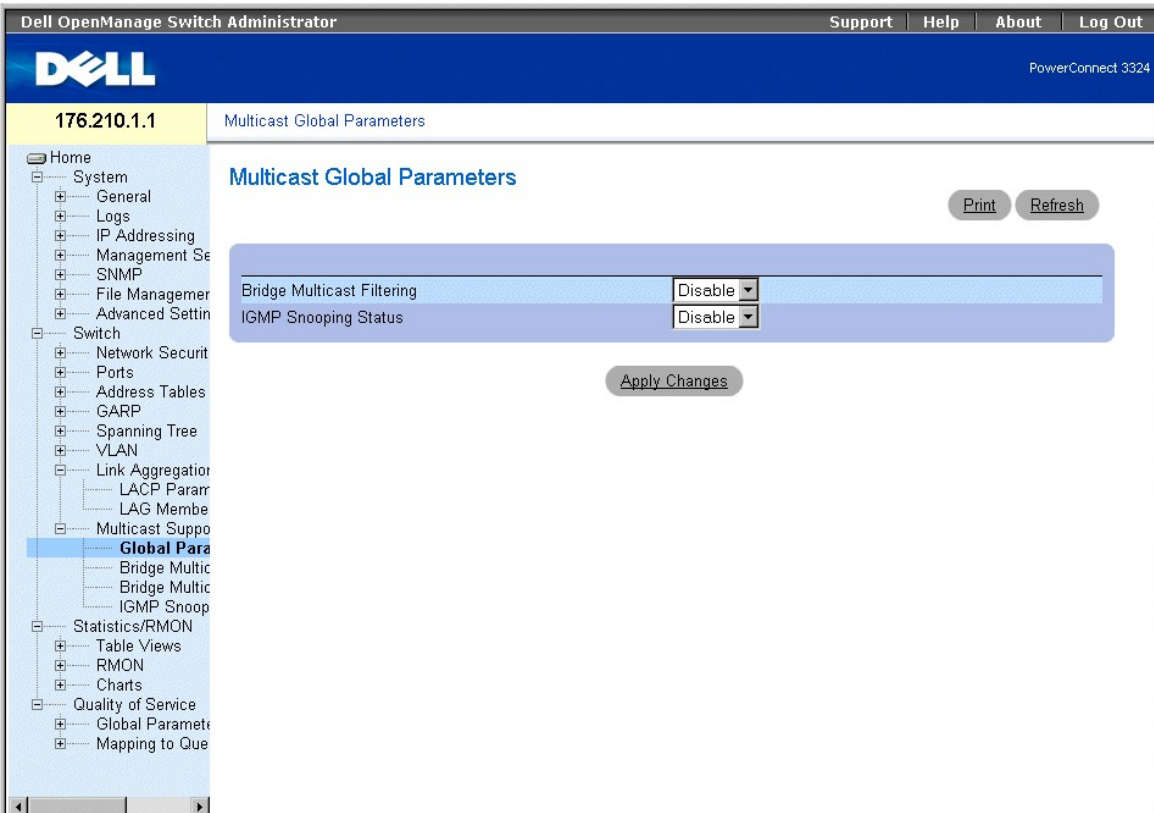 Dell OpenManage Switch Administrator
Support | Help | About | Log Out
DELL
PowerConnect 3324
176.210.1.1
Multicast Global Parameters
Home
System
General
Logs
IP Addressing
Management Se
SNMP
File Managemer
Advanced Settin
Switch
Network Securit
Ports
Address Tables
GARP
Spanning Tree
VLAN
Link Aggregation
LACP Param
LAG Membe
Multicast Suppo
Global Para
Bridge Multic
Bridge Multic
IGMP Snoop
Statistics/RMON
Table Views
RMON
Charts
Quality of Service
Global Paramete
Mapping to Que
Multicast Global Parameters
Print Refresh
Bridge Multicast Filtering Disable
IGMP Snooping Status Disable
Apply Changes